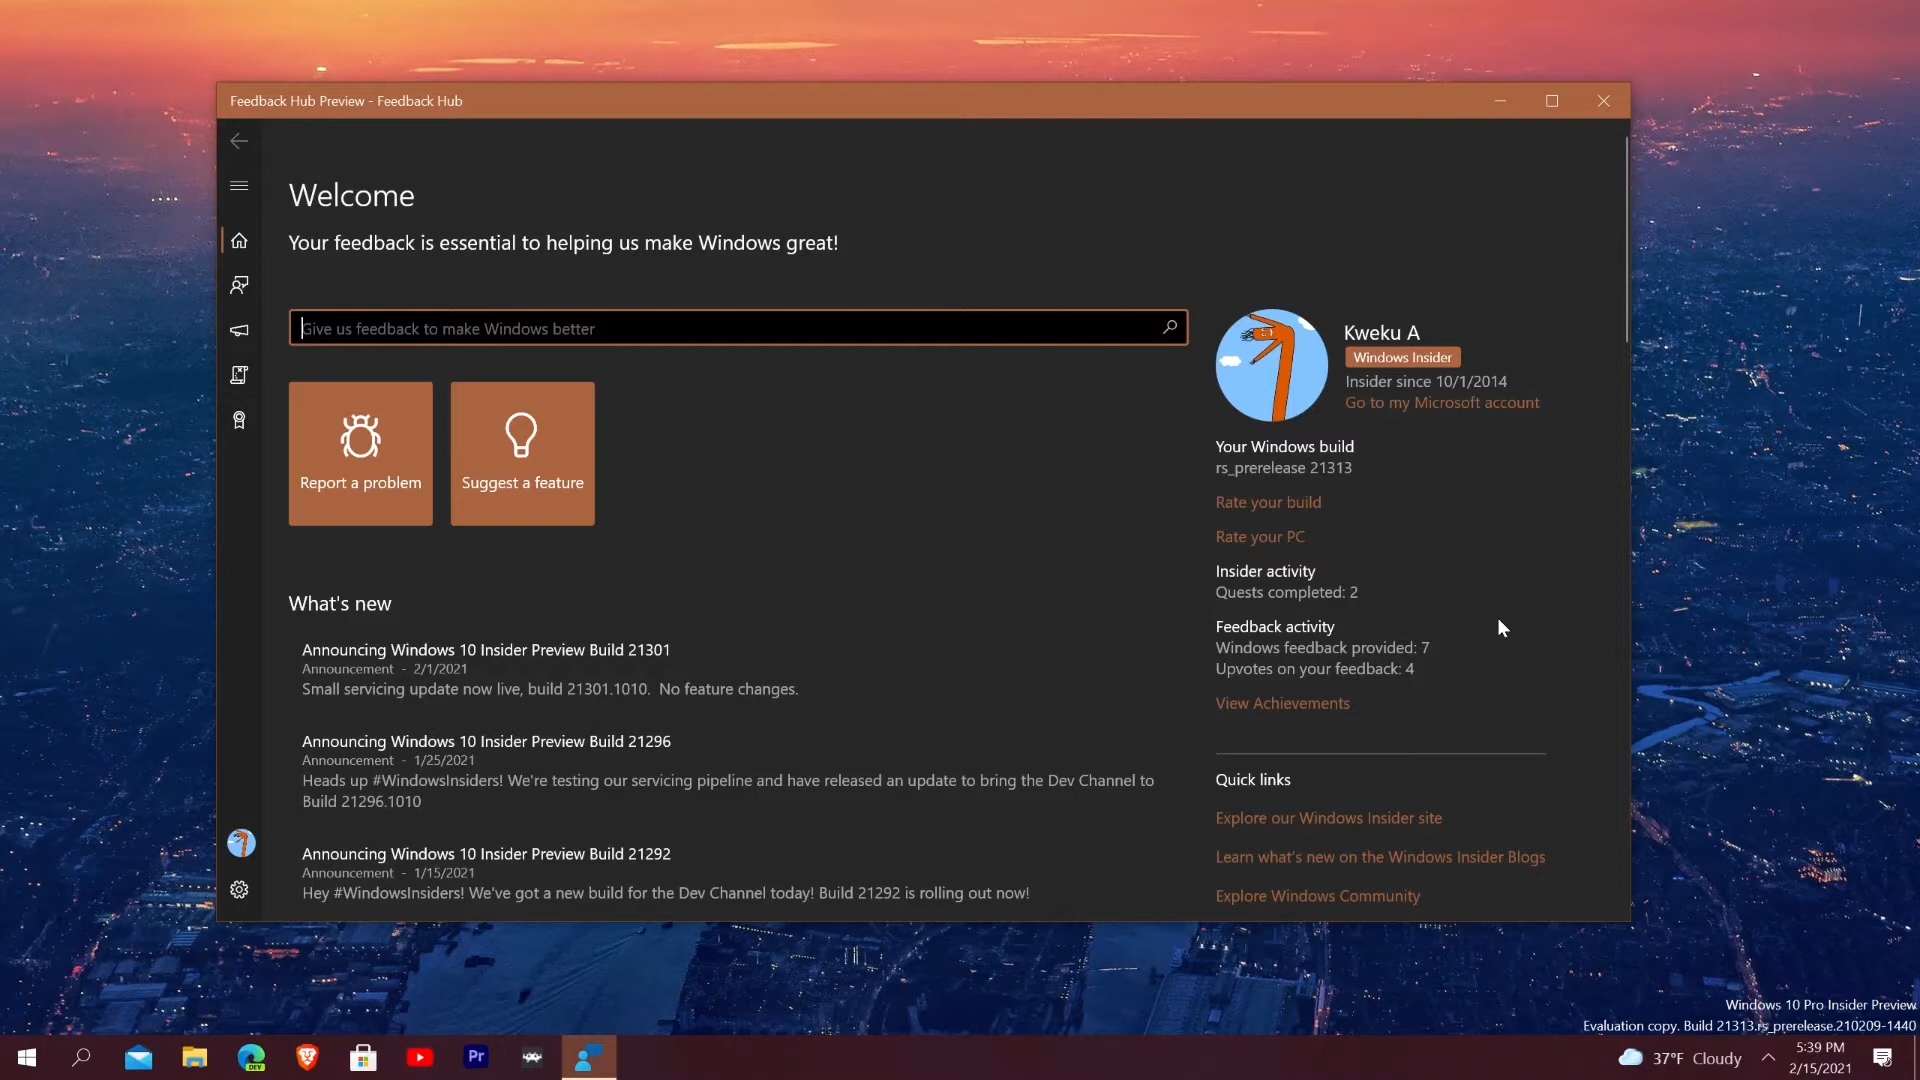 Feedback Hub Preview - Feedback Hub
Welcome
Your feedback is essential to helping us make Windows great!
Give us feedback to make Windows better
Report a problem
Suggest a feature
What's new
Announcing Windows 10 Insider Preview Build 21301
Announcement - 2/1/2021
Small servicing update now live, build 21301.1010. No feature changes.
Announcing Windows 10 Insider Preview Build 21296
Announcement - 1/25/2021
Heads up #WindowsInsiders! We're testing our servicing pipeline and have released an update to bring the Dev Channel to
Build 21296.1010
Announcing Windows 10 Insider Preview Build 21292
Announcement - 1/15/2021
Hey #WindowsInsiders! We've got a new build for the Dev Channel today! Build 21292 is rolling out now!
Kweku A
Windows Insider
Insider since 10/1/2014
Go to my Microsoft account
Your Windows build
rs_prerelease 21313
Rate your build
Rate your PC
Insider activity
Quests completed: 2
Feedback activity
Windows feedback provided: 7
Upvotes on your feedback: 4
View Achievements
Quick links
Explore our Windows Insider site
Learn what's new on the Windows Insider Blogs
Explore Windows Community
Windows 10 Pro Insider Preview
Evaluation copy. Build 21313.rs_prerelease.210209-1440
DEV
Pr
37°F Cloudy
5:39 PM
2/15/2021